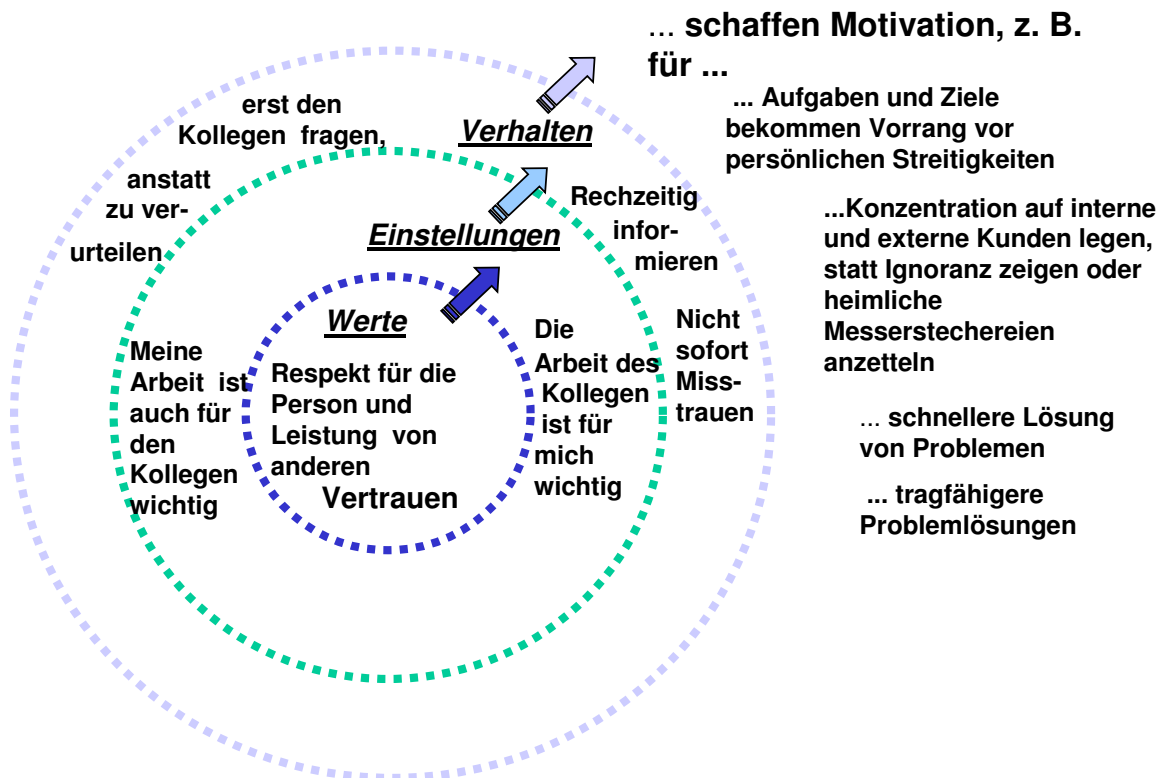 ... schaffen Motivation, z. B.
für ...
... Aufgaben und Ziele
bekommen Vorrang vor
persönlichen Streitigkeiten
...Konzentration auf interne
und externe Kunden legen,
statt Ignoranz zeigen oder
heimliche
Messerstechereien
anzetteln
... schnellere Lösung
von Problemen
... tragfähigere
Problemlösungen
Verhalten
erst den
Kollegen fragen,
anstatt
zu ver-
urteilen
Rechzeitig
infor-
mieren
Nicht
sofort
Miss-
trauen
Einstellungen
Meine
Arbeit ist
auch für
den
Kollegen
wichtig
Die
Arbeit des
Kollegen
ist für
mich
wichtig
Werte
Respekt für die
Person und
Leistung von
anderen
Vertrauen